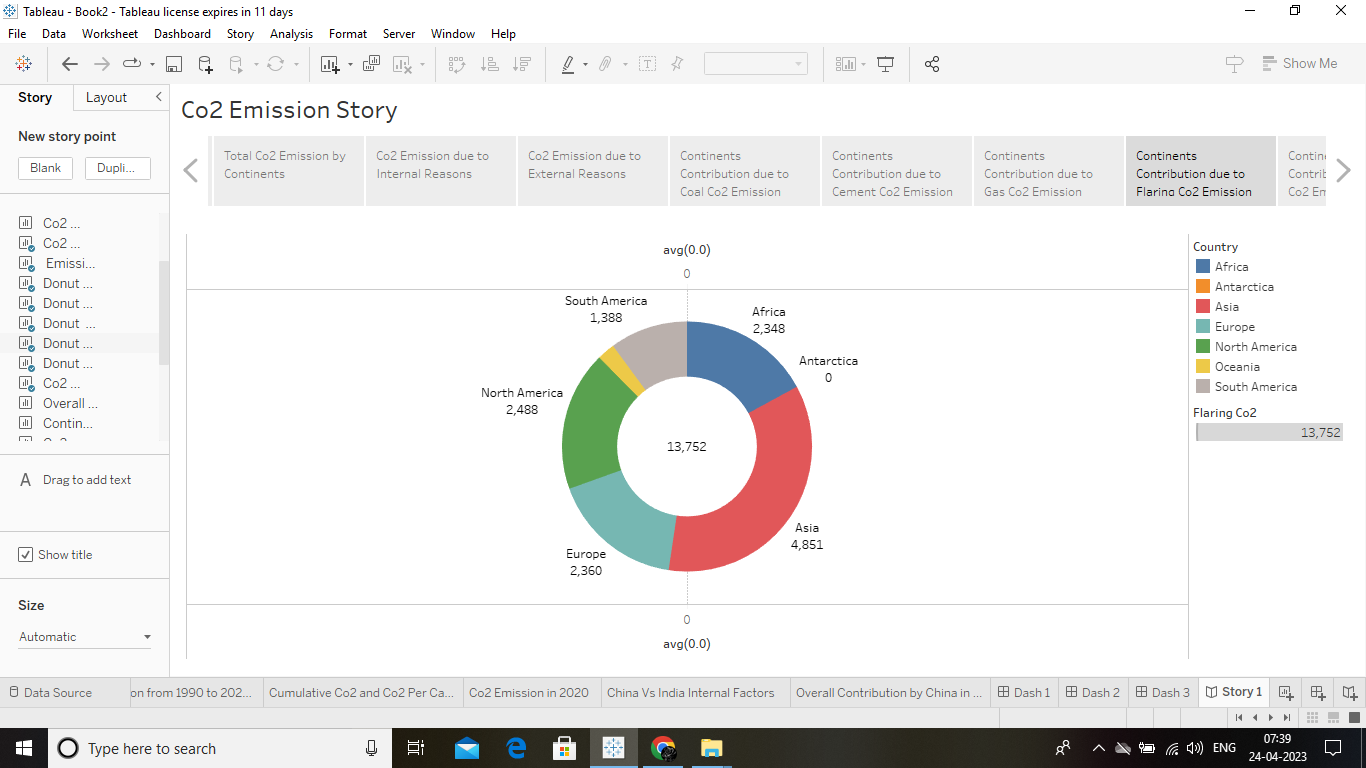 Tableau - Book2 - Tableau license expires in 11 days
File Data Worksheet Dashboard Story Analysis Format Server Window Help
Show Me
Story Layout
New story point
Blank Dupli...
Co2 ...
Co2 ...
Emissi...
Donut ...
Donut ...
Donut ...
Donut ...
Donut ...
Co2 ...
Overall ...
Contin...
A Drag to add text
Show title
Size
Automatic
Co2 Emission Story
Total Co2 Emission by
Continents
Co2 Emission due to
Internal Reasons
Co2 Emission due to
External Reasons
Continents
Contribution due to
Coal Co2 Emission
Continents
Contribution due to
Cement Co2 Emission
Continents
Contribution due to
Gas Co2 Emission
Continents
Contribution due to
Flaring Co2 Emission
Contin
Contrib
Co2 Em
avg(0.0)
0
South America
1,388
Africa
2,348
Antarctica
0
North America
2,488
13,752
Asia
4,851
Europe
2,360
0
avg(0.0)
Country
Africa
Antarctica
Asia
Europe
North America
Oceania
South America
Flaring Co2
13,752
Data Source on from 1990 to 202... Cumulative Co2 and Co2 Per Ca... Co2 Emission in 2020 China Vs India Internal Factors Overall Contribution by China in ... Dash 1 Dash 2 Dash 3 Story 1
Type here to search
ENG
07:39
24-04-2023